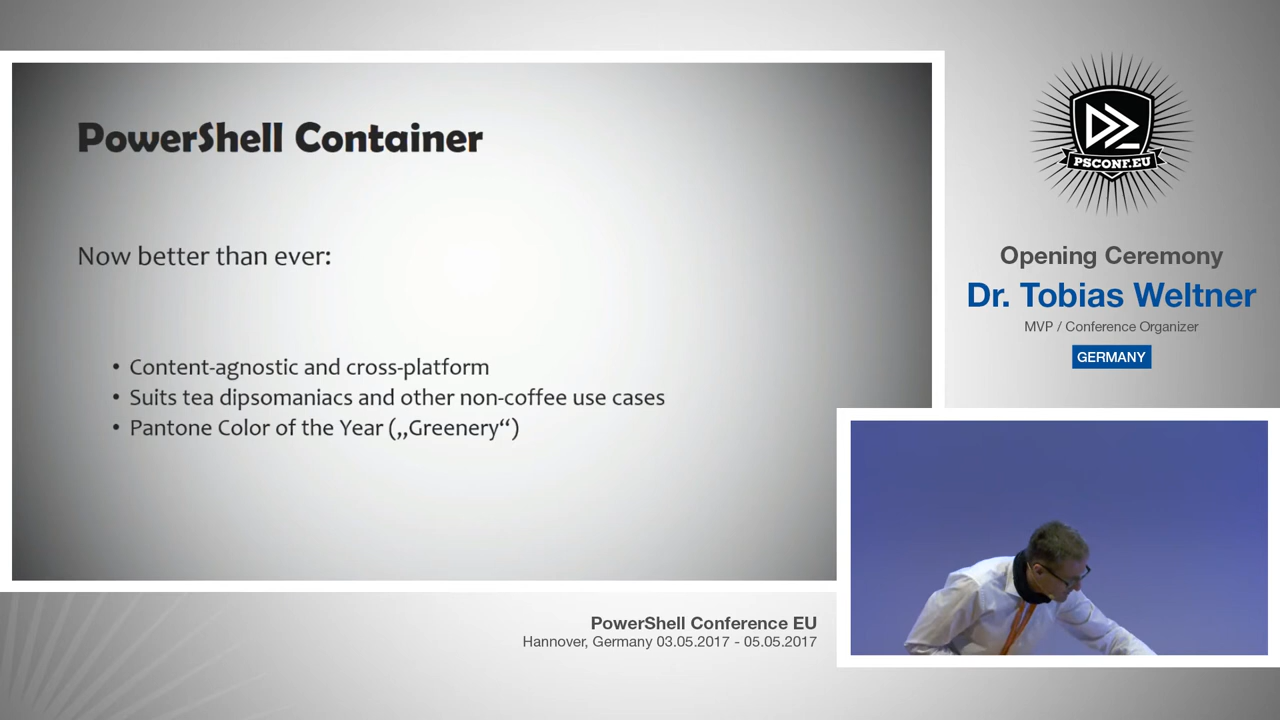 PowerShell Container
Now better than ever:
• Content-agnostic and cross-platform
• Suits tea dipsomaniacs and other non-coffee use cases
• Pantone Color of the Year („Greenery“)
PSCONF.EU
Opening Ceremony
Dr. Tobias Weltner
MVP / Conference Organizer
GERMANY
PowerShell Conference EU
Hannover, Germany 03.05.2017 - 05.05.2017